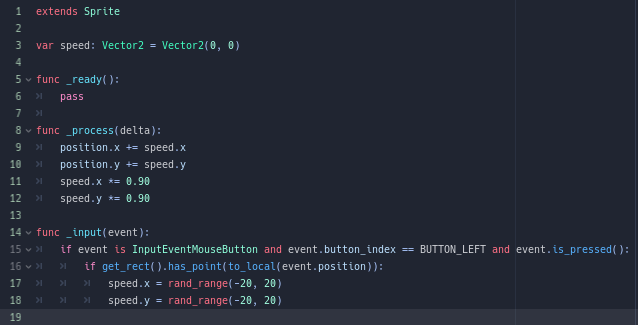 1 extends Sprite
2
3 var speed: Vector2 = Vector2(0, 0)
4
5 func _ready():
6 pass
7
8 func _process(delta):
9 position.x += speed.x
10 position.y += speed.y
11 speed.x *= 0.90
12 speed.y *= 0.90
13
14 func _input(event):
15 if event is InputEventMouseButton and event.button_index == BUTTON_LEFT and event.is_pressed():
16 if get_rect().has_point(to_local(event.position)):
17 speed.x = rand_range(-20, 20)
18 speed.y = rand_range(-20, 20)
19